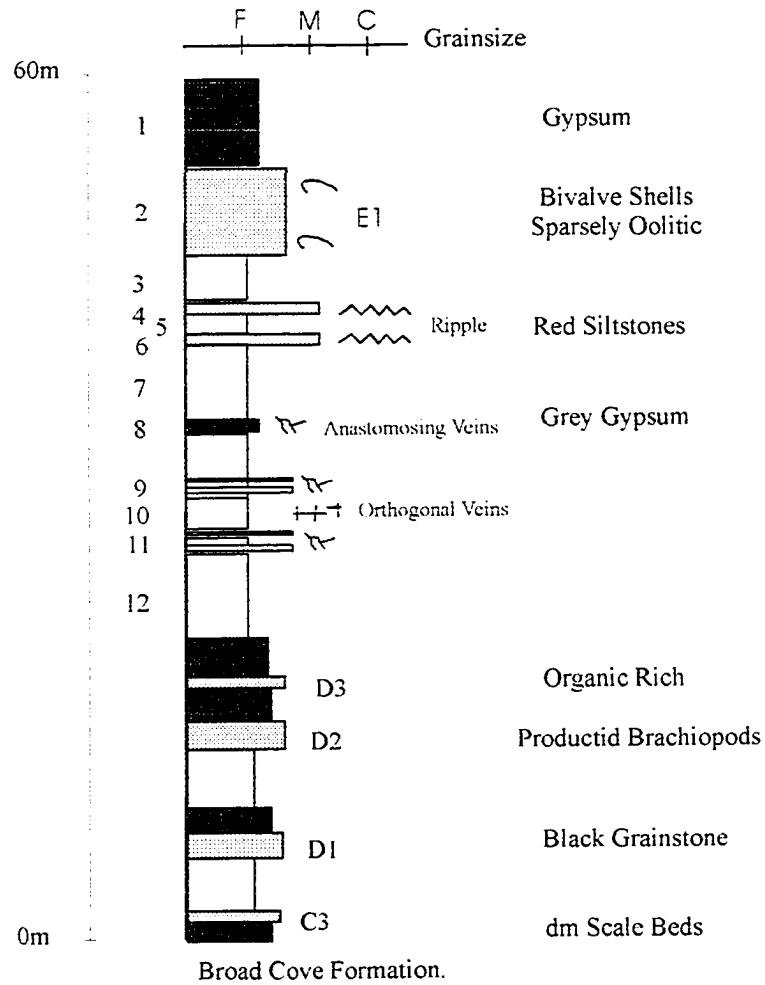 F M C Grainsize
60m
1 Gypsum
2 E1 Bivalve Shells
Sparsely Oolitic
3
4
5 Ripple Red Siltstones
6
7
8 Anastomosing Veins Grey Gypsum
9
10 Orthogonal Veins
11
12
D3 Organic Rich
D2 Productid Brachiopods
D1 Black Grainstone
C3 dm Scale Beds
0m
Broad Cove Formation.